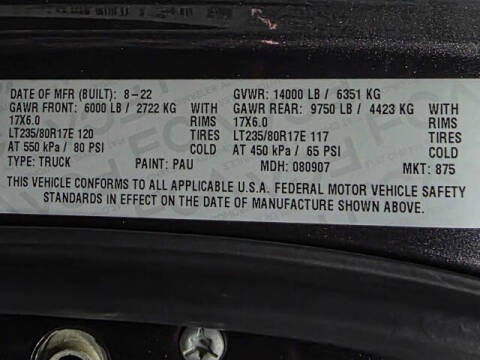 DATE OF MFR (BUILT): 8-22 GVWR: 14000 LB / 6351 KG
GAWR FRONT: 6000 LB / 2722 KG WITH GAWR REAR: 9750 LB / 4423 KG WITH
17X6.0 RIMS 17X6.0 RIMS
LT235/80R17E 120 TIRES LT235/80R17E 117 TIRES
AT 550 kPa / 80 PSI COLD AT 450 kPa / 65 PSI COLD
TYPE: TRUCK PAINT: PAU MDH: 080907 MKT: 875
THIS VEHICLE CONFORMS TO ALL APPLICABLE U.S.A. FEDERAL MOTOR VEHICLE SAFETY
STANDARDS IN EFFECT ON THE DATE OF MANUFACTURE SHOWN ABOVE.